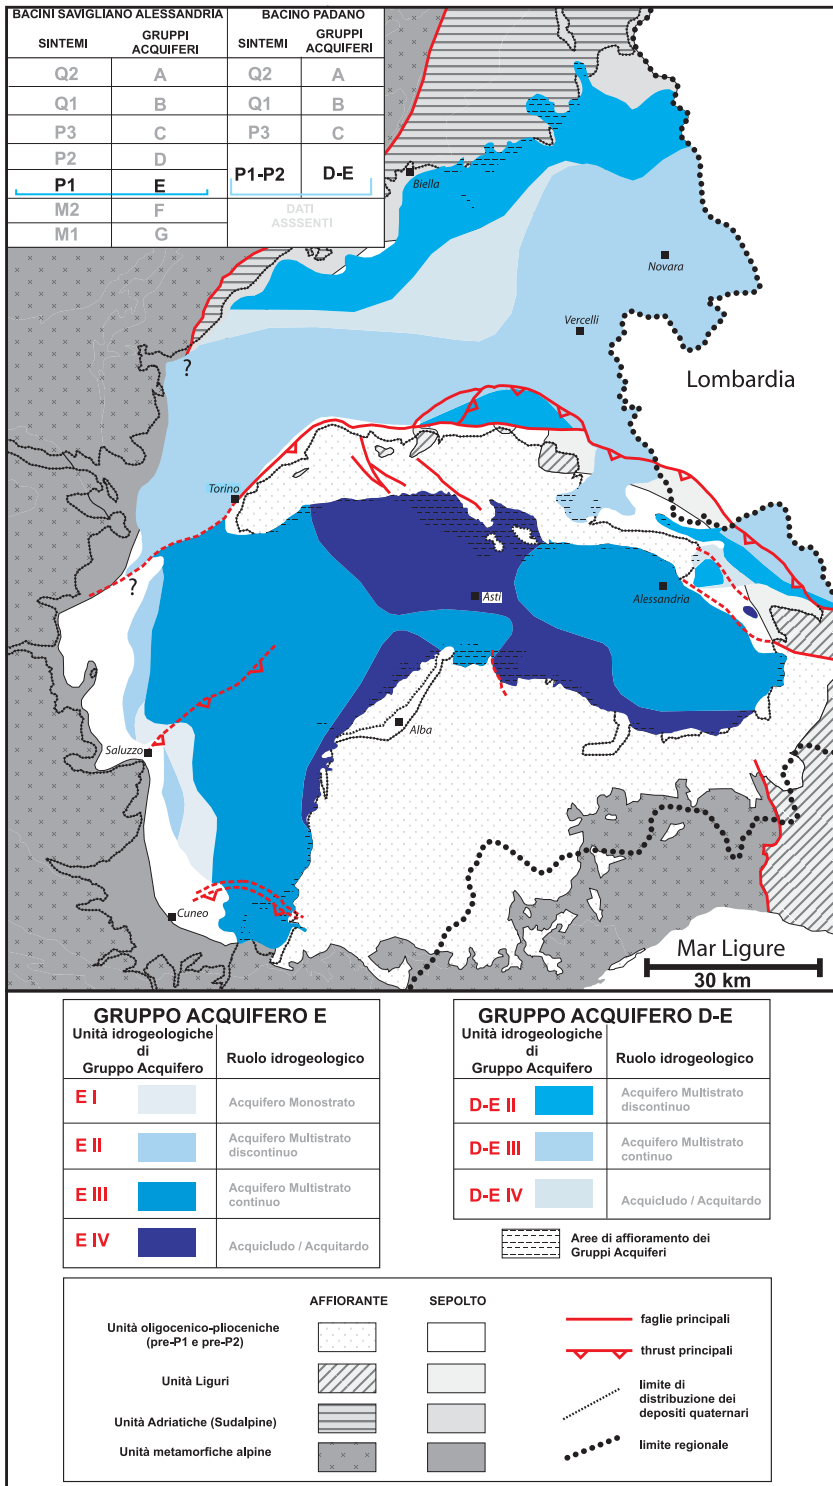 BACINI SAVIGLIANO ALESSANDRIA
BACINO PADANO
SINTEMI
GRUPPI
ACQUIFERI
SINTEMI
GRUPPI
ACQUIFERI
Q2 A Q2 A
Q1 B Q1 B
P3 C P3 C
P2 D
P1-P2 D-E
P1 E
M2 F
DATI
ASSSENTI
M1 G
Biella
Novara
Vercelli
?
Lombardia
Torino
?
Asti
Alessandria
Alba
Saluzzo
Cuneo
Mar Ligure
30 km
GRUPPO ACQUIFERO E
Unità idrogeologiche
di
Gruppo Acquifero
Ruolo idrogeologico
E I
Acquifero Monostrato
E II
Acquifero Multistrato
discontinuo
E III
Acquifero Multistrato
continuo
E IV
Acquicludo / Acquitardo
GRUPPO ACQUIFERO D-E
Unità idrogeologiche
di
Gruppo Acquifero
Ruolo idrogeologico
D-E II
Acquifero Multistrato
discontinuo
D-E III
Acquifero Multistrato
continuo
D-E IV
Acquicludo / Acquitardo
Aree di affioramento dei
Gruppi Acquiferi
AFFIORANTE SEPOLTO
Unità oligocenico-plioceniche
(pre-P1 e pre-P2)
Unità Liguri
Unità Adriatiche (Sudalpine)
Unità metamorfiche alpine
faglie principali
thrust principali
limite di
distribuzione dei
depositi quaternari
limite regionale